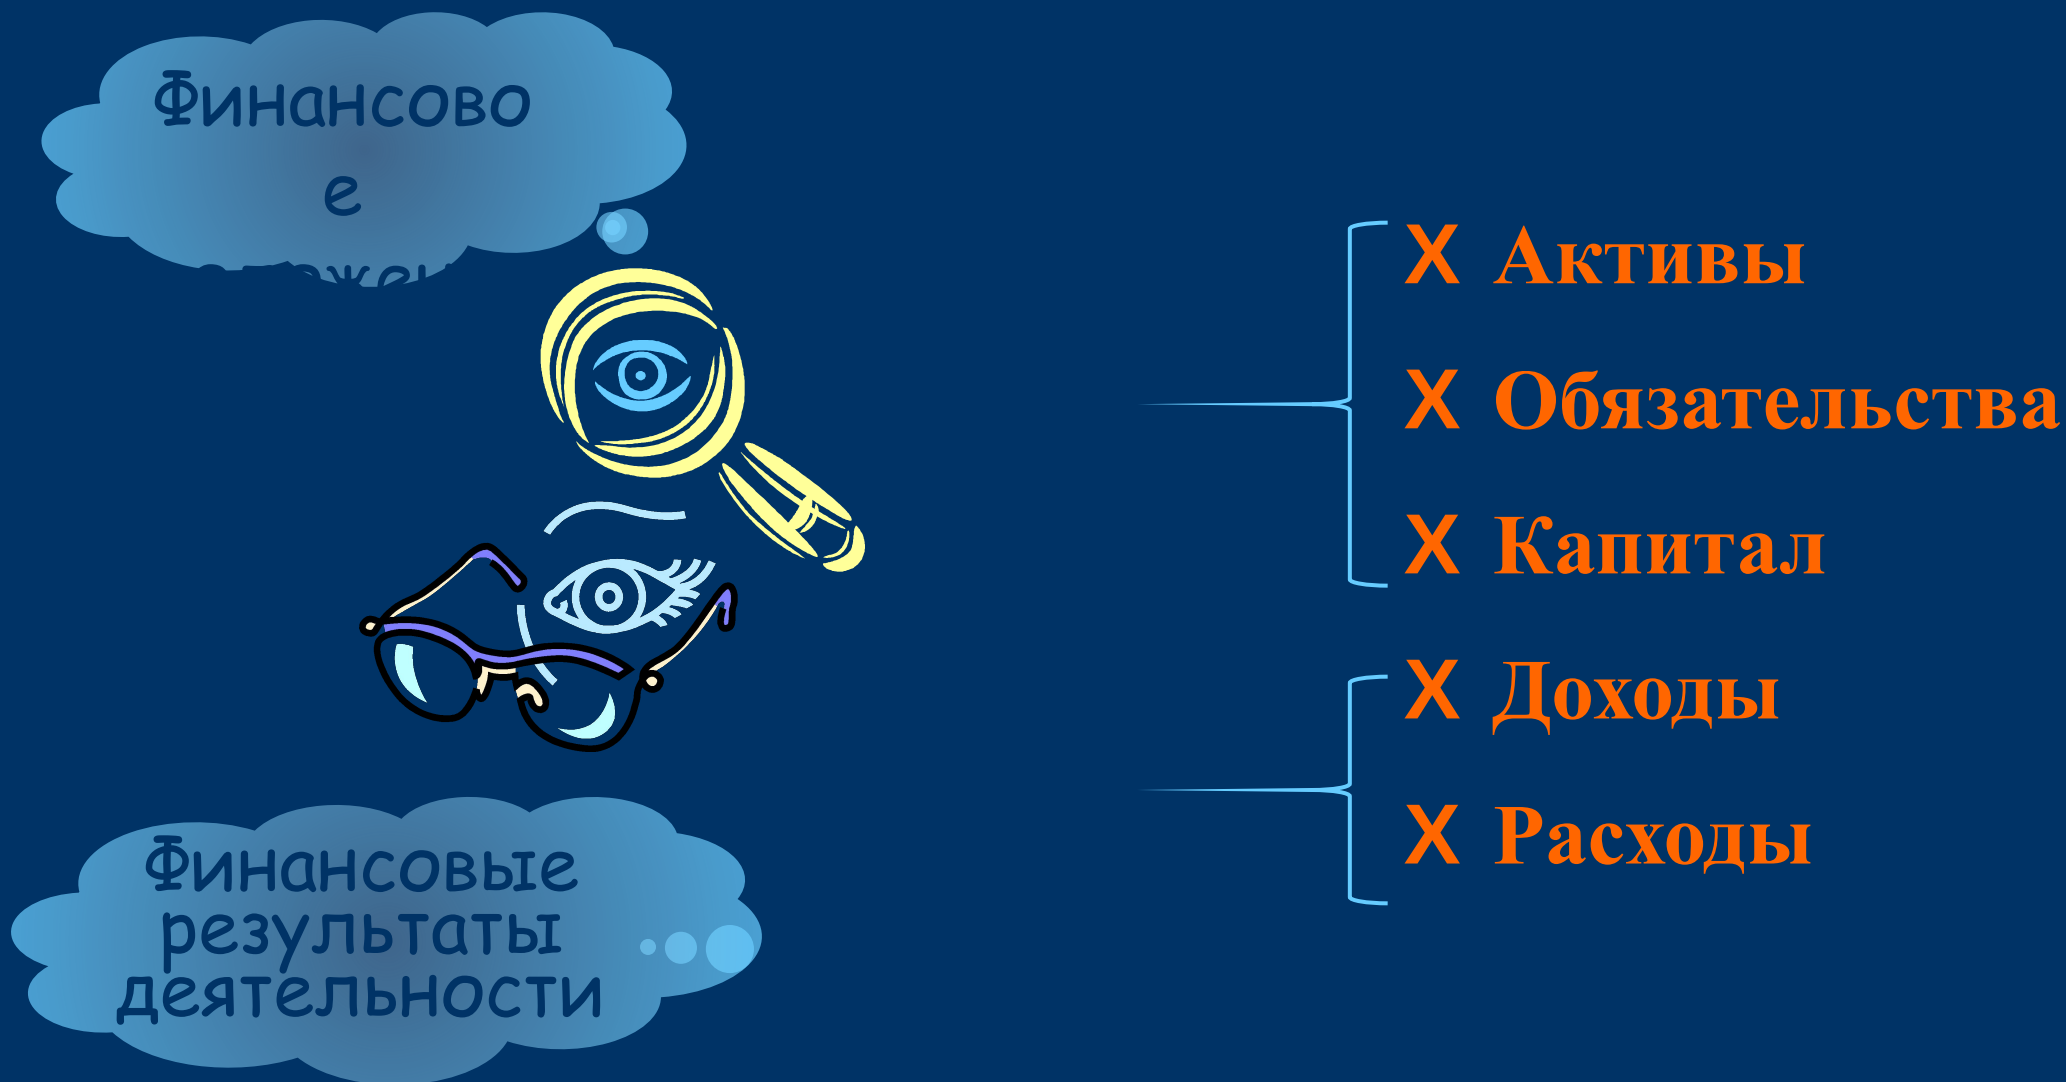 Финансово
е
X Активы
X Обязательства
X Капитал
X Доходы
X Расходы
Финансовые
результаты
деятельности